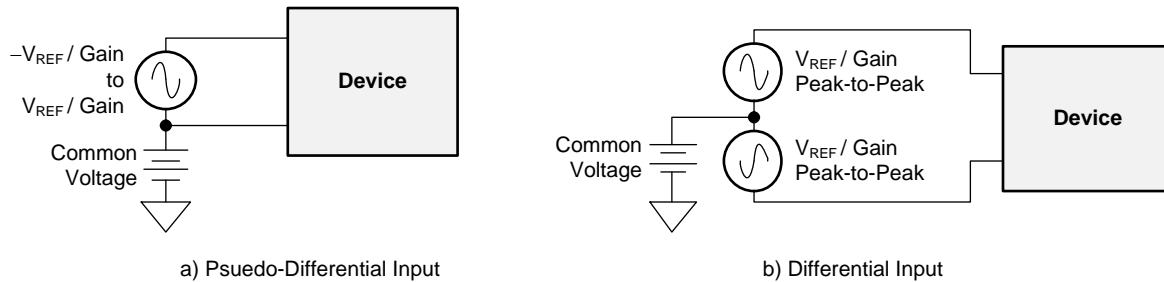 −VREF / Gain
to
VREF / Gain
Device
Common
Voltage
a) Psuedo-Differential Input
VREF / Gain
Peak-to-Peak
Common
Voltage
VREF / Gain
Peak-to-Peak
Device
b) Differential Input